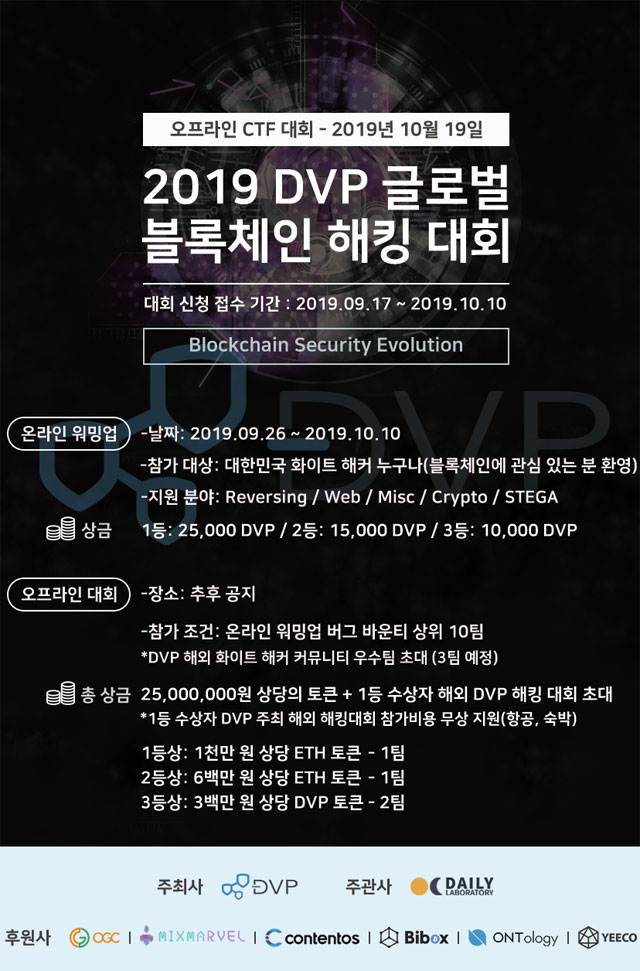 오프라인 CTF 대회 - 2019년 10월 19일
2019 DVP 글로벌
블록체인 해킹 대회
대회 신청 접수 기간 : 2019.09.17 ~ 2019.10.10
Blockchain Security Evolution
DVP
온라인 워밍업 -날짜: 2019.09.26 ~ 2019.10.10
-참가 대상: 대한민국 화이트 해커 누구나(블록체인에 관심 있는 분 환영)
-지원 분야: Reversing / Web / Misc / Crypto / STEGA
상금 1등: 25,000 DVP / 2등: 15,000 DVP / 3등: 10,000 DVP
오프라인 대회 -장소: 추후 공지
-참가 조건: 온라인 워밍업 버그 바운티 상위 10팀
*DVP 해외 화이트 해커 커뮤니티 우수팀 초대 (3팀 예정)
총 상금 25,000,000원 상당의 토큰 + 1등 수상자 해외 DVP 해킹 대회 초대
*1등 수상자 DVP 주최 해외 해킹대회 참가비용 무상 지원(항공, 숙박)
1등상: 1천만 원 상당 ETH 토큰 - 1팀
2등상: 6백만 원 상당 ETH 토큰 - 1팀
3등상: 3백만 원 상당 DVP 토큰 - 2팀
주최사 DVP 주관사 DAILY LABORATORY
후원사 OGC | MIXMARVEL | contentos | Bibox | ONTology | YEECO